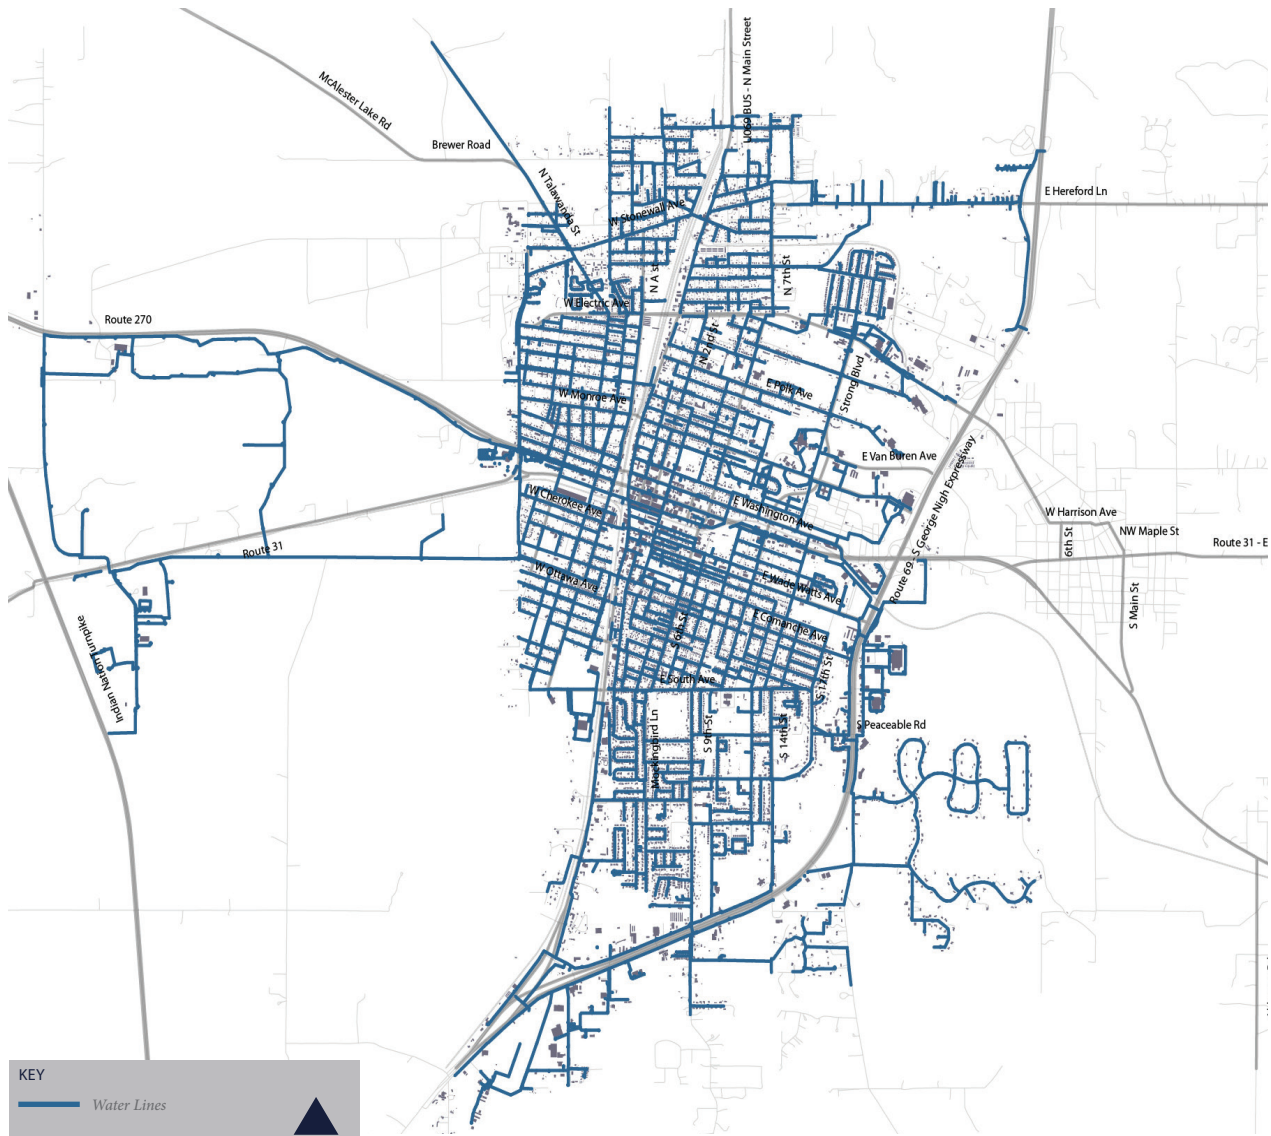 U069 BUS - N Main Street
McAlester Lake Rd
Brewer Road
N Talawanda St
E Hereford Ln
W Stonewall Ave
N A st
N 7th St
W Electric Ave
Route 270
N 2nd St
Strong Blvd
E Polk Ave
W Monroe Ave
E Van Buren Ave
Route 69 - S George Nigh Expressway
W Cherokee Ave
E Washington Ave
W Harrison Ave
6th St
NW Maple St
Route 31 - E
Route 31
W Ottawa Ave
E Wade Watts Ave
S Main St
E Comanche Ave
S 6th St
Indian Nation Turnpike
E South Ave
S 17th St
Mockingbird Ln
S 9th St
S 14th St
S Peaceable Rd
KEY
Water Lines